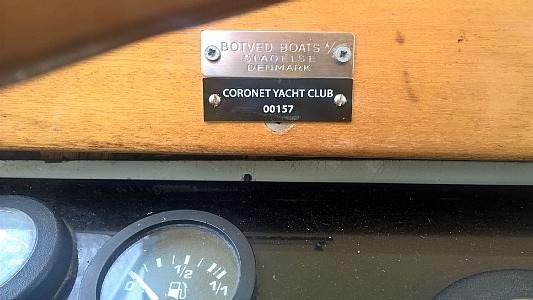 BOTVED BOATS A/S
SLAGELSE
DENMARK
CORONET YACHT CLUB
00157
0 1/2 1/1